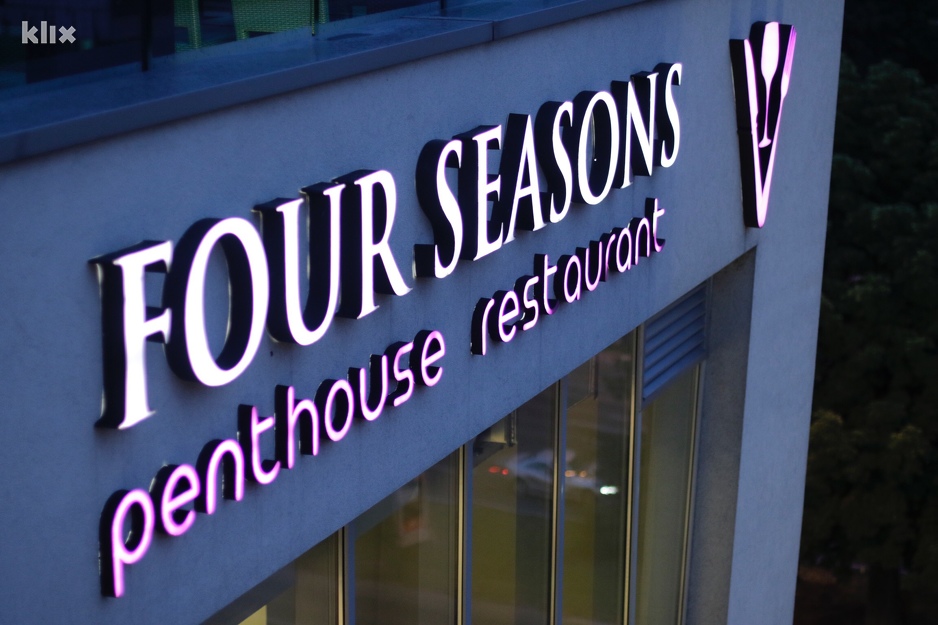 klix
FOUR SEASONS
penthouse restaurant